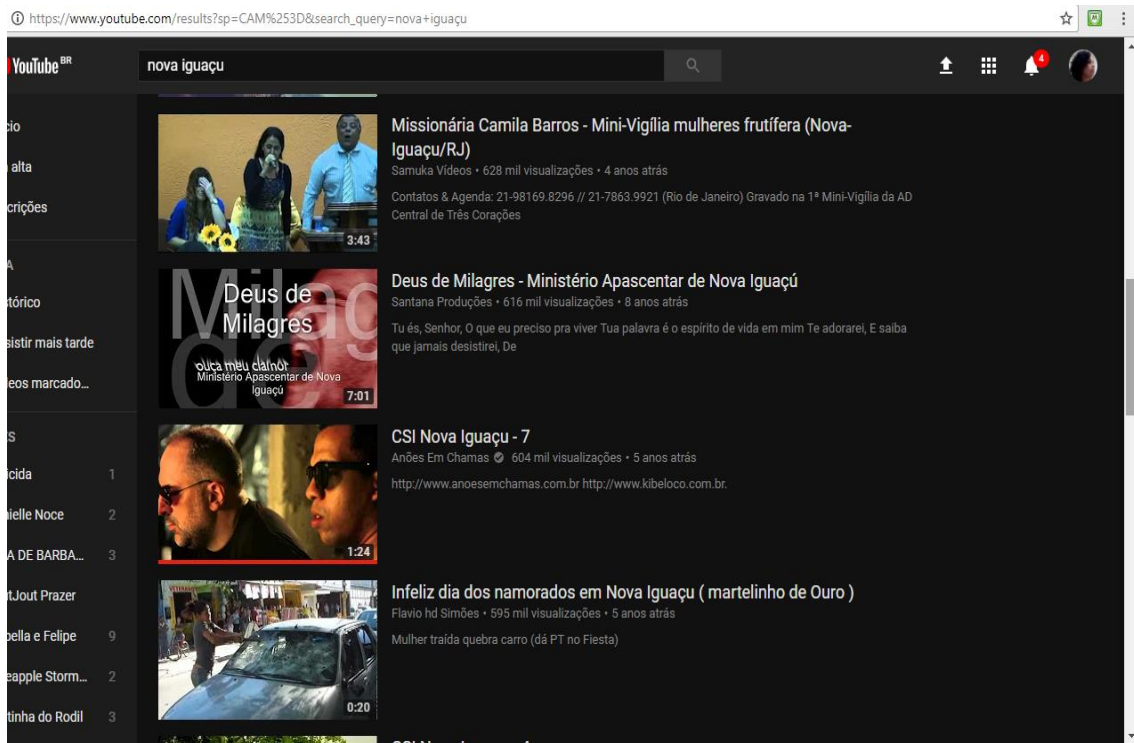 https://www.youtube.com/results?sp=CAM%253D&search_query=nova+iguaçu
YouTube BR
nova iguaçu
4
cio
alta
crições
A
tórico
sistir mais tarde
eos marcado...
S
icida 1
nielle Noce 2
A DE BARBA... 3
tJout Prazer
bella e Felipe 9
eapple Storm... 2
tinha do Rodil 3
Missionária Camila Barros - Mini-Vigília mulheres frutífera (Nova-
Iguaçu/RJ)
Samuka Vídeos • 628 mil visualizações • 4 anos atrás
Contatos & Agenda: 21-98169.8296 // 21-7863.9921 (Rio de Janeiro) Gravado na 1ª Mini-Vigília da AD
Central de Três Corações
3:43
Deus de
Milagres
ouça meu clamor
Ministério Apascentar de Nova
Iguaçú
7:01
Deus de Milagres - Ministério Apascentar de Nova Iguaçú
Santana Produções • 616 mil visualizações • 8 anos atrás
Tu és, Senhor, O que eu preciso pra viver Tua palavra é o espírito de vida em mim Te adorarei, E saiba
que jamais desistirei, De
1:24
CSI Nova Iguaçu - 7
Anões Em Chamas 604 mil visualizações • 5 anos atrás
http://www.anoesemchamas.com.br http://www.kibeloco.com.br.
0:20
Infeliz dia dos namorados em Nova Iguaçu ( martelinho de Ouro )
Flavio hd Simões • 595 mil visualizações • 5 anos atrás
Mulher traída quebra carro (dá PT no Fiesta)